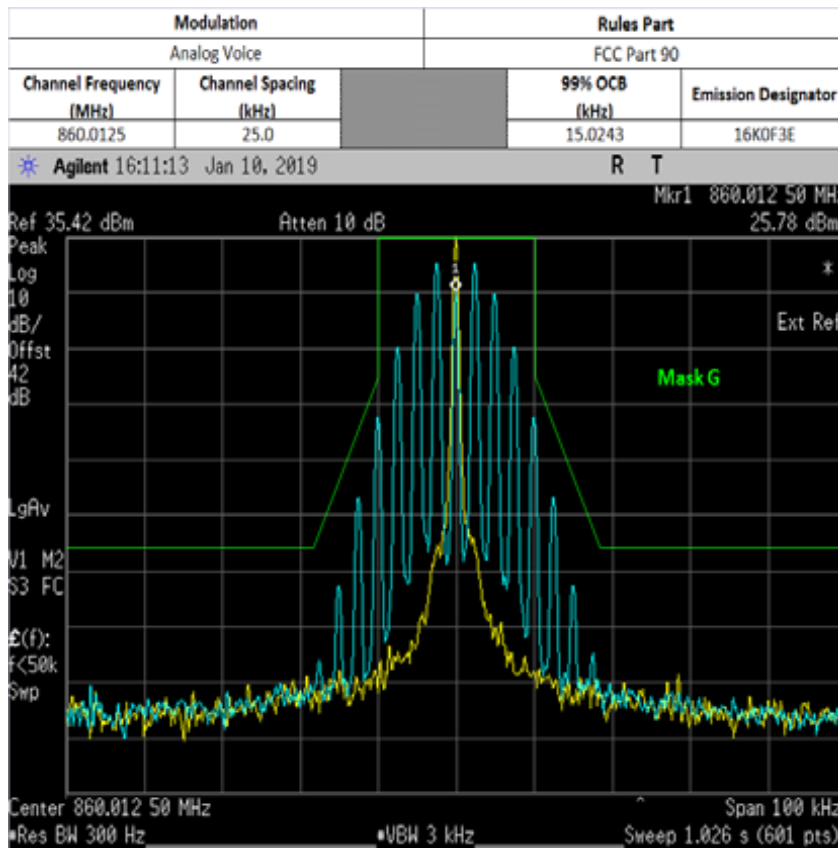 Modulation Rules Part
Analog Voice FCC Part 90
Channel Frequency (MHz) Channel Spacing (kHz) 99% OCB (kHz) Emission Designator
860.0125 25.0 15.0243 16K0F3E
Agilent 16:11:13 Jan 10, 2019 R T
Mkr1 860.012 50 MH
Ref 35.42 dBm Atten 10 dB 25.78 dBm
Peak
Log
10
dB/
Offst
42
dB
*
Ext Ref
Mask G
LgAv
V1 M2
S3 FC
£(f):
f<50k
Swp
Center 860.012 50 MHz Span 100 kHz
#Res BW 300 Hz #VBW 3 kHz Sweep 1.026 s (601 pts)